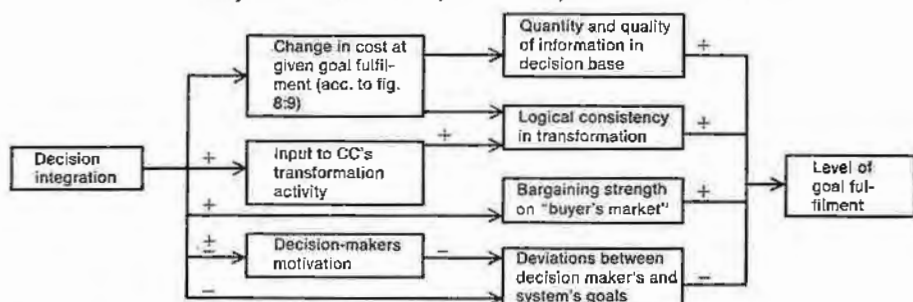 Change in cost at
given goal fulfil-
ment (acc. to fig.
8:9)
Quantity and quality
of information in
decision base
+
Logical consistency
in transformation
+
+
Decision
integration
+
Input to CC's
transformation
activity
Level of
goal ful-
filment
+
Bargaining strength
on "buyer's market"
+
±
Decision-makers
motivation
−
Deviations between
decision maker's and
system's goals
−
−